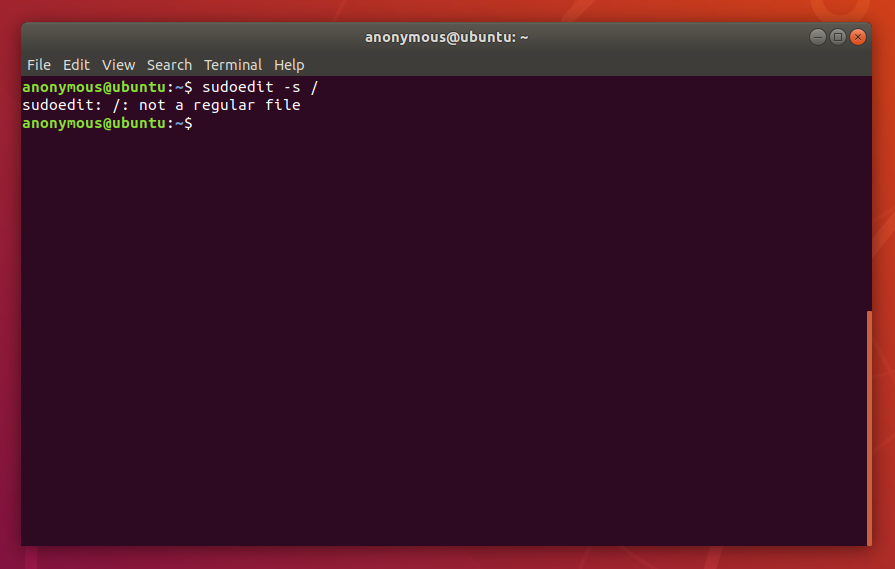 anonymous@ubuntu: ~
File Edit View Search Terminal Help
anonymous@ubuntu:~$ sudoedit -s /
sudoedit: /: not a regular file
anonymous@ubuntu:~$